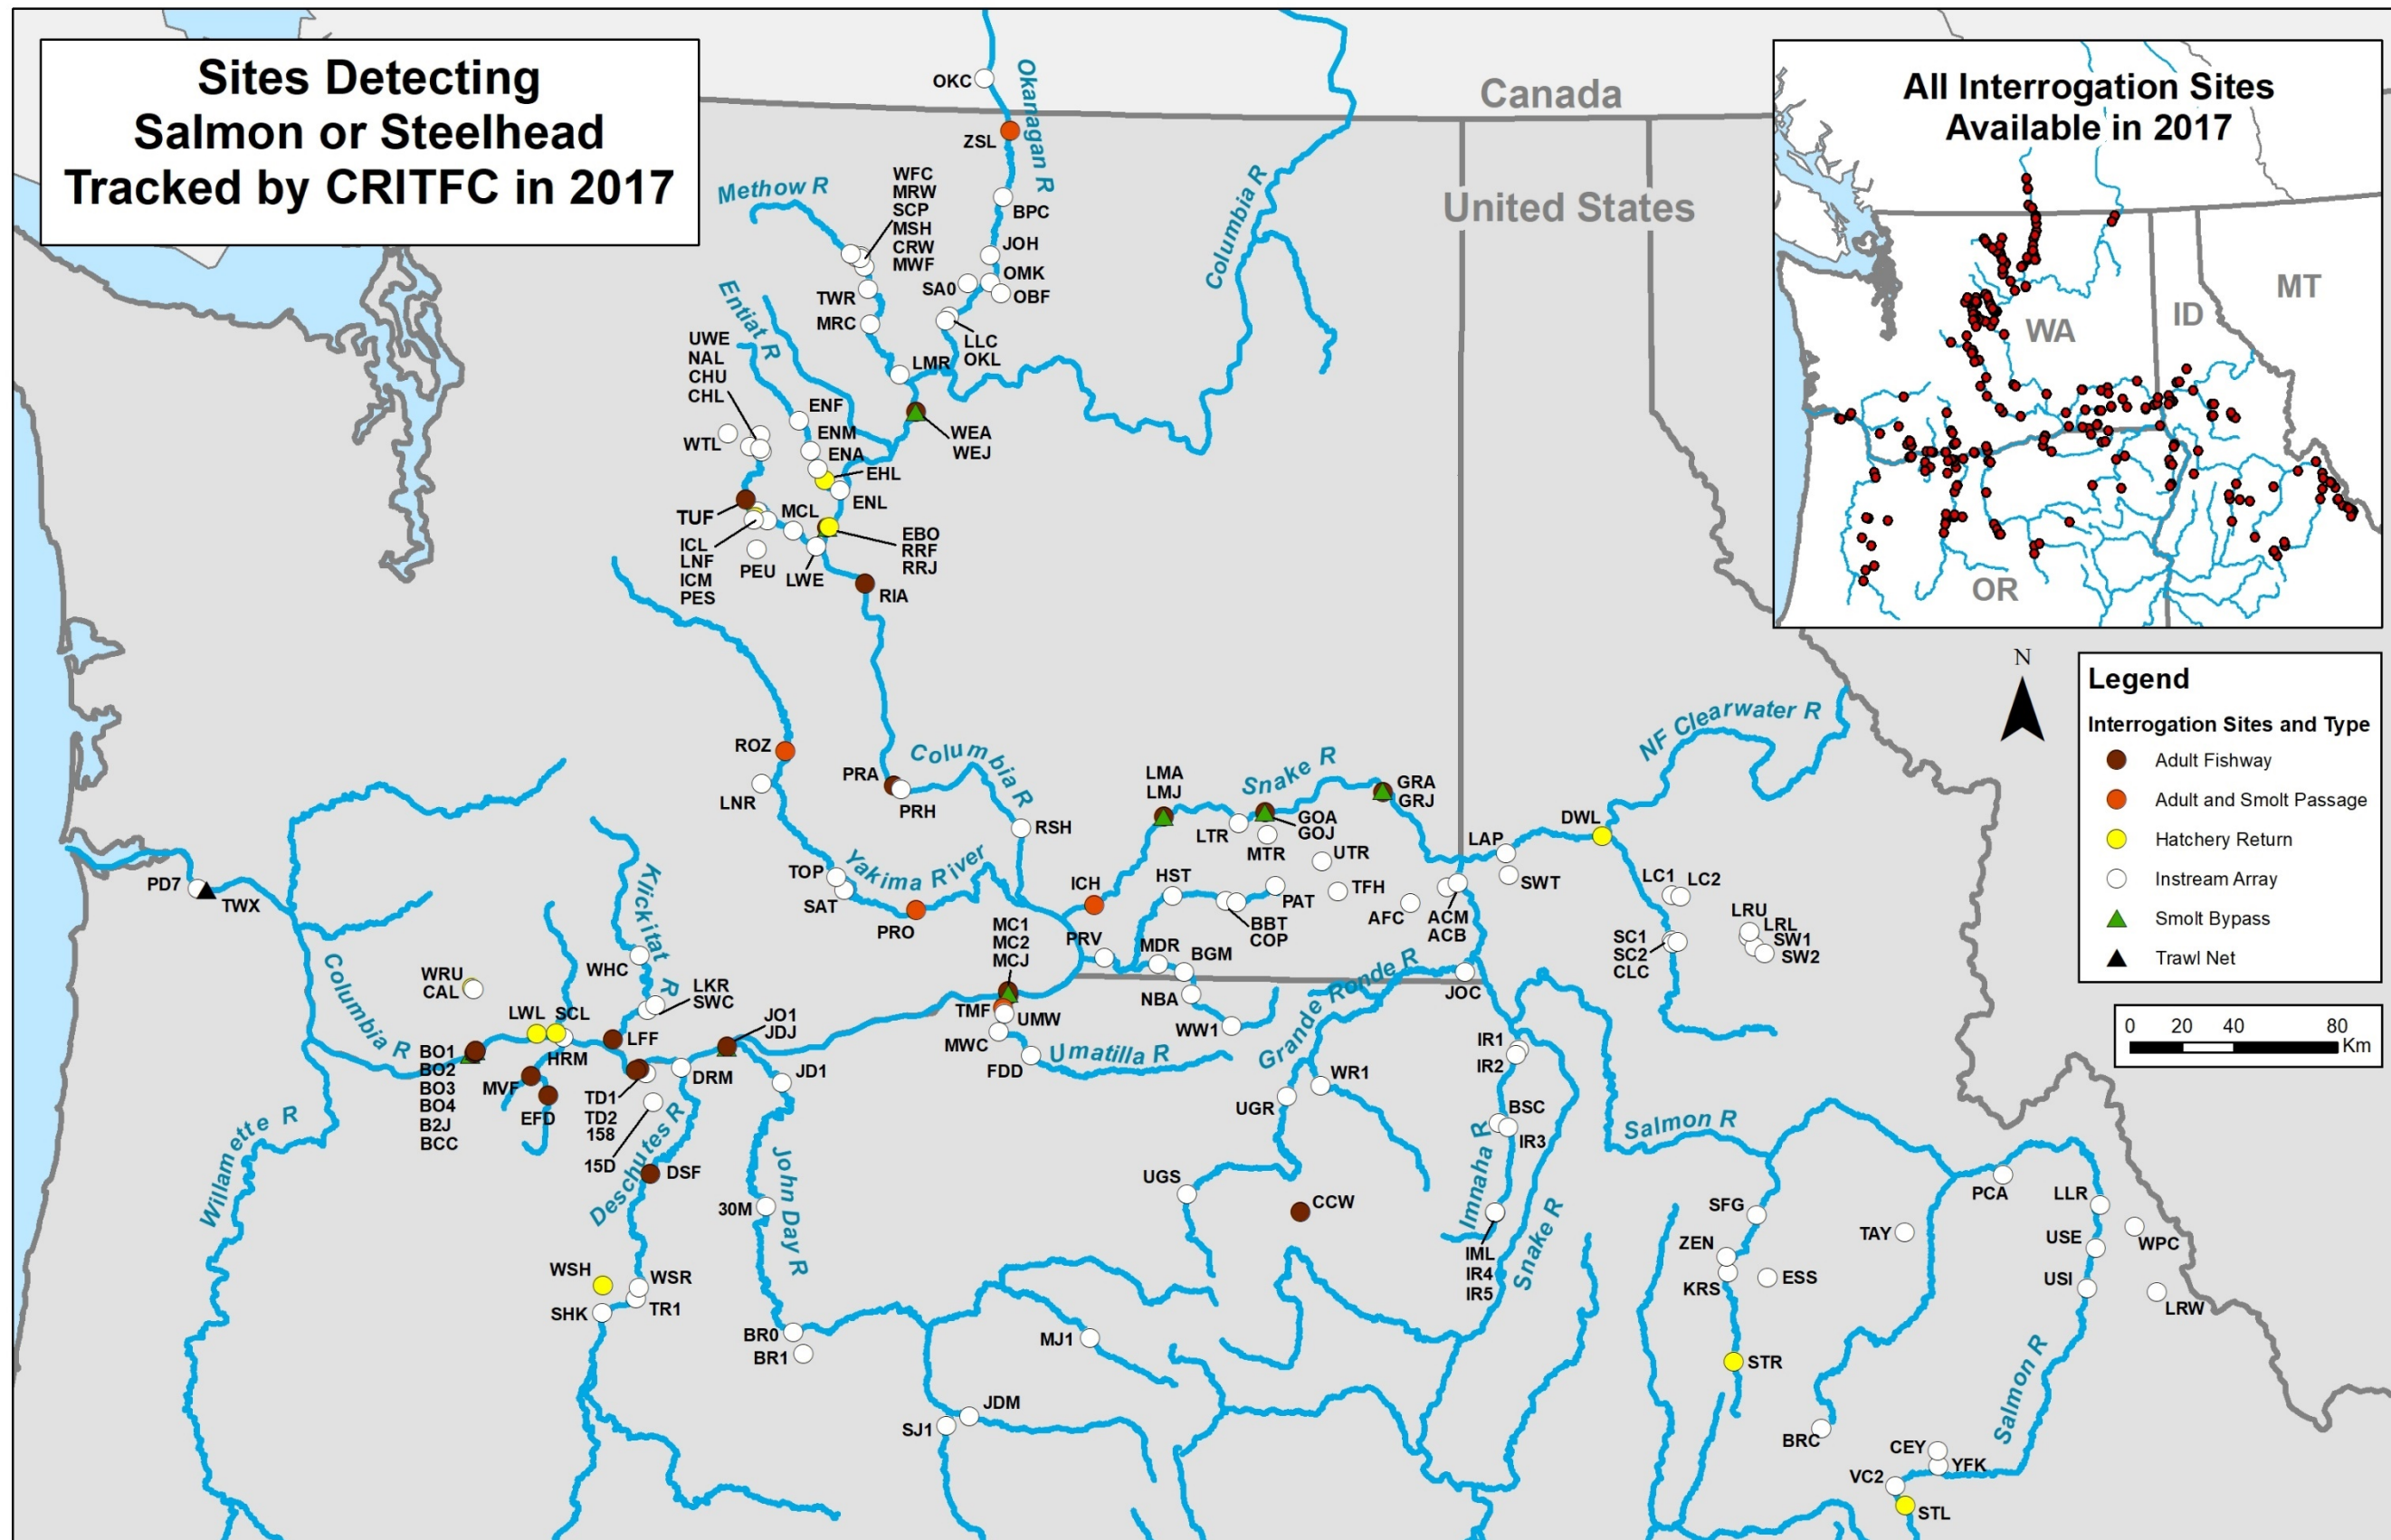 Sites Detecting
Salmon or Steelhead
Tracked by CRITFC in 2017
All Interrogation Sites
Available in 2017
WA
ID
MT
OR
Canada
United States
OKC
Okanagan R
ZSL
BPC
JOH
OMK
OBF
SA0
LLC
OKL
Methow R
WFC
MRW
SCP
MSH
CRW
MWF
TWR
MRC
LMR
Columbia R
Entiat R
UWE
NAL
CHU
CHL
WTL
ENF
ENM
ENA
EHL
ENL
WEA
WEJ
TUF
MCL
ICL
LNF
ICM
PES
PEU
LWE
EBO
RRF
RRJ
RIA
N
Legend
Interrogation Sites and Type
Adult Fishway
Adult and Smolt Passage
Hatchery Return
Instream Array
Smolt Bypass
Trawl Net
0 20 40 80
Km
ROZ
LNR
PRA
PRH
Columbia R
RSH
LMA
LMJ
Snake R
GRA
GRJ
LTR
GOA
GOJ
MTR
UTR
TFH
AFC
NF Clearwater R
DWL
LAP
SWT
LC1
LC2
LRU
LRL
SW1
SW2
SC1
SC2
CLC
TOP
SAT
Yakima River
PRO
ICH
HST
PAT
BBT
COP
ACM
ACB
PD7
TWX
Klickitat R
WHC
MC1
MC2
MCJ
PRV
MDR
BGM
NBA
WW1
Grande Ronde R
JOC
Columbia R
WRU
CAL
LWL
SCL
LKR
SWC
LFF
HRM
JO1
JDJ
TMF
UMW
MWC
FDD
Umatilla R
BO1
BO2
BO3
BO4
B2J
BCC
MVF
EFD
TD1
TD2
158
15D
DRM
JD1
IR1
IR2
WR1
UGR
BSC
IR3
Imnaha R
Salmon R
Willamette R
Deschutes R
DSF
John Day R
30M
UGS
CCW
IML
IR4
IR5
Snake R
SFG
ZEN
KRS
ESS
TAY
PCA
LLR
USE
WPC
USI
LRW
WSH
WSR
SHK
TR1
BR0
BR1
MJ1
STR
Salmon R
SJ1
JDM
BRC
CEY
YFK
VC2
STL